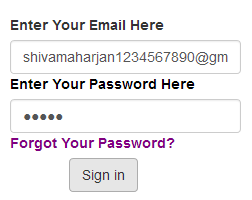 Enter Your Email Here
shivamaharjan1234567890@gm
Enter Your Password Here
●●●●●
Forgot Your Password?
Sign in